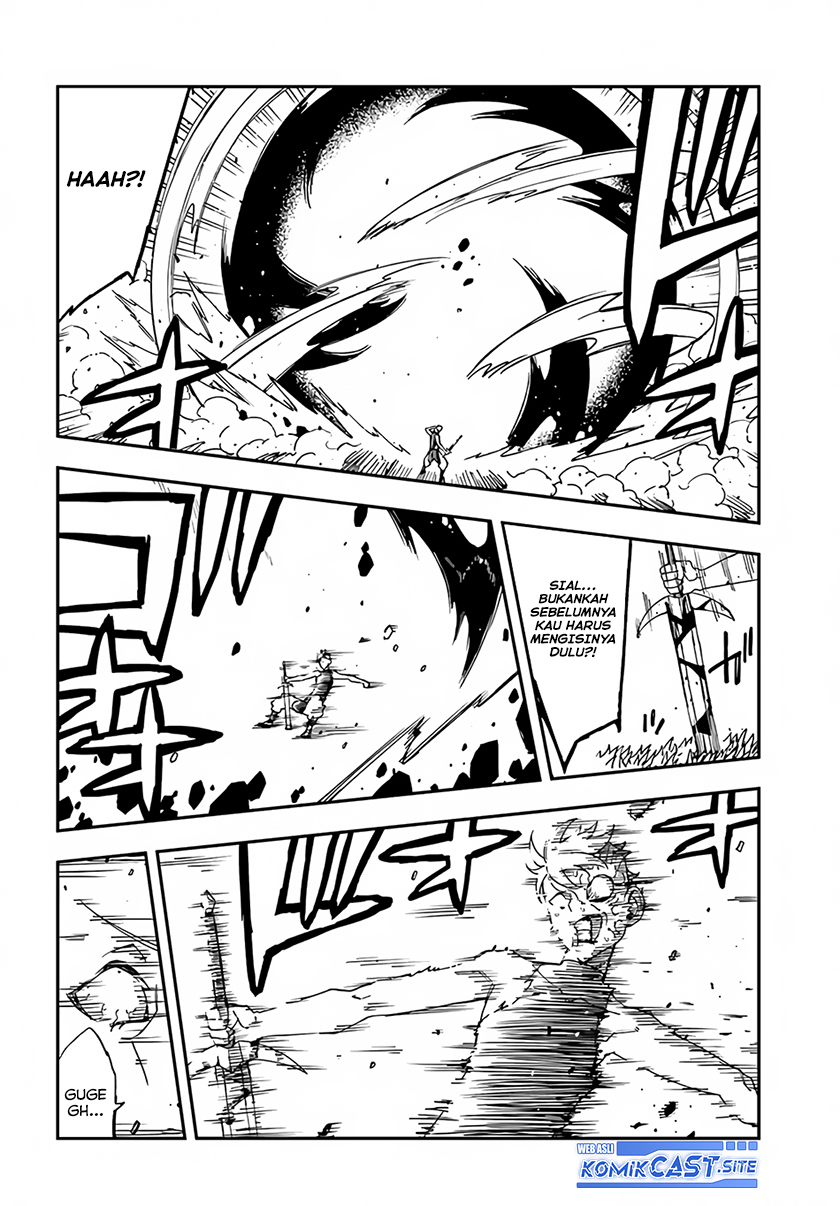 HAAH?!
SIAL...
BUKANKAH
SEBELUMNYA
KAU HARUS
MENGISINYA
DULU?!
GUGE
GH...
WEB ASLI
KOMIKCAST.SITE